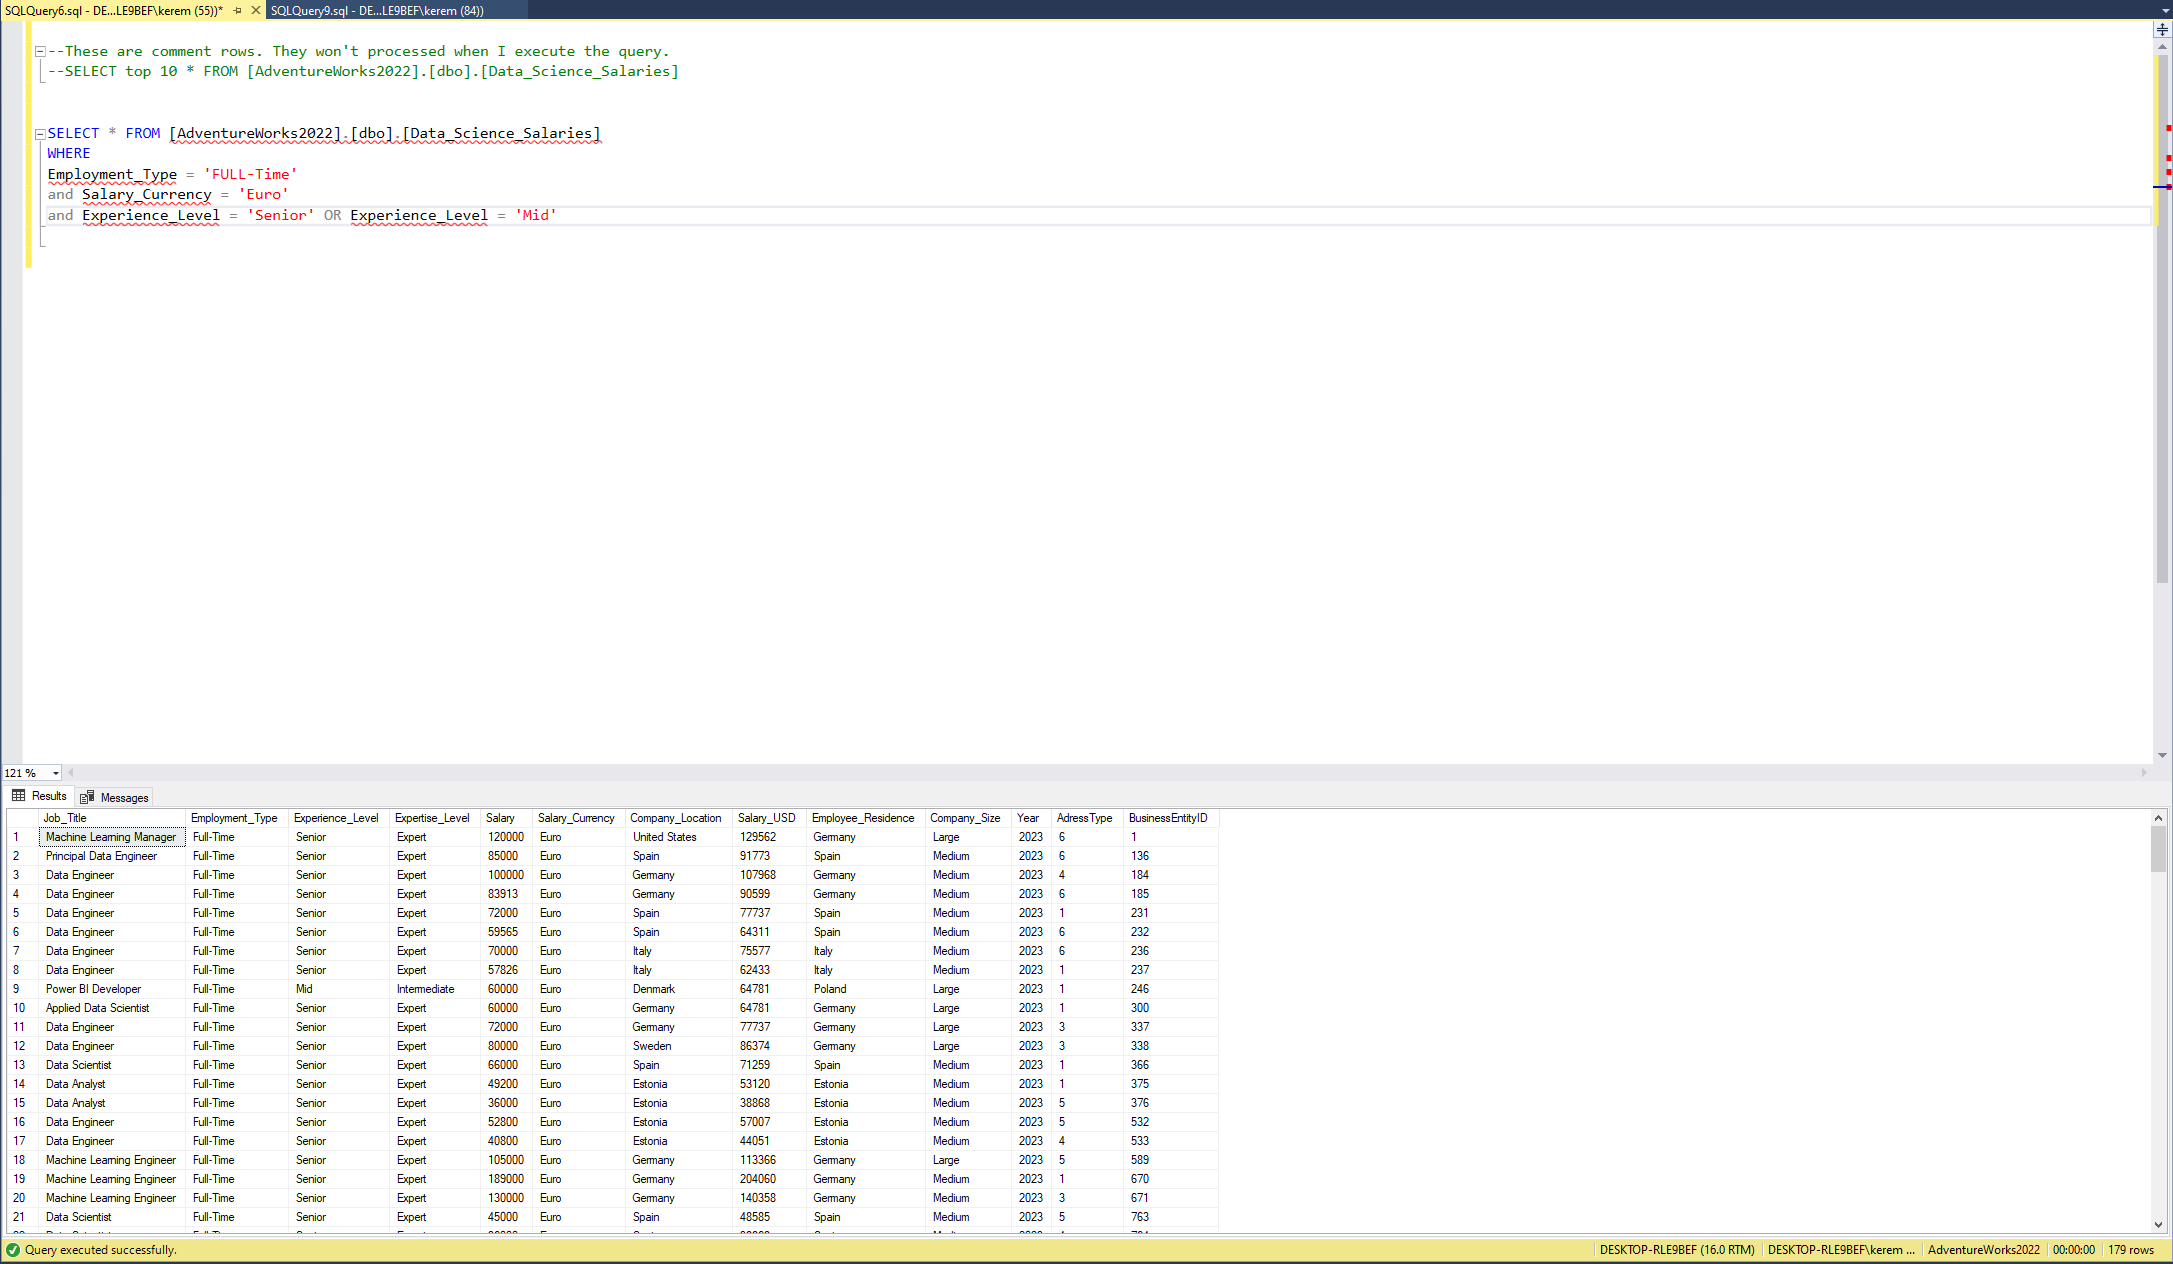 SQLQuery6.sql - DE...LE9BEF\kerem (55))* SQLQuery9.sql - DE...LE9BEF\kerem (84))
--These are comment rows. They won't processed when I execute the query.
--SELECT top 10 * FROM [AdventureWorks2022].[dbo].[Data_Science_Salaries]
SELECT * FROM [AdventureWorks2022].[dbo].[Data_Science_Salaries]
WHERE
Employment_Type = 'FULL-Time'
and Salary_Currency = 'Euro'
and Experience_Level = 'Senior' OR Experience_Level = 'Mid'
121 %
Results Messages
Job_Title Employment_Type Experience_Level Expertise_Level Salary Salary_Currency Company_Location Salary_USD Employee_Residence Company_Size Year AdressType BusinessEntityID
1 Machine Learning Manager Full-Time Senior Expert 120000 Euro United States 129562 Germany Large 2023 6 1
2 Principal Data Engineer Full-Time Senior Expert 85000 Euro Spain 91773 Spain Medium 2023 6 136
3 Data Engineer Full-Time Senior Expert 100000 Euro Germany 107968 Germany Medium 2023 4 184
4 Data Engineer Full-Time Senior Expert 83913 Euro Germany 90599 Germany Medium 2023 6 185
5 Data Engineer Full-Time Senior Expert 72000 Euro Spain 77737 Spain Medium 2023 1 231
6 Data Engineer Full-Time Senior Expert 59565 Euro Spain 64311 Spain Medium 2023 6 232
7 Data Engineer Full-Time Senior Expert 70000 Euro Italy 75577 Italy Medium 2023 6 236
8 Data Engineer Full-Time Senior Expert 57826 Euro Italy 62433 Italy Medium 2023 1 237
9 Power BI Developer Full-Time Mid Intermediate 60000 Euro Denmark 64781 Poland Large 2023 1 246
10 Applied Data Scientist Full-Time Senior Expert 60000 Euro Germany 64781 Germany Large 2023 1 300
11 Data Engineer Full-Time Senior Expert 72000 Euro Germany 77737 Germany Large 2023 3 337
12 Data Engineer Full-Time Senior Expert 80000 Euro Sweden 86374 Germany Large 2023 3 338
13 Data Scientist Full-Time Senior Expert 66000 Euro Spain 71259 Spain Medium 2023 1 366
14 Data Analyst Full-Time Senior Expert 49200 Euro Estonia 53120 Estonia Medium 2023 1 375
15 Data Analyst Full-Time Senior Expert 36000 Euro Estonia 38868 Estonia Medium 2023 5 376
16 Data Engineer Full-Time Senior Expert 52800 Euro Estonia 57007 Estonia Medium 2023 5 532
17 Data Engineer Full-Time Senior Expert 40800 Euro Estonia 44051 Estonia Medium 2023 4 533
18 Machine Learning Engineer Full-Time Senior Expert 105000 Euro Germany 113366 Germany Large 2023 5 589
19 Machine Learning Engineer Full-Time Senior Expert 189000 Euro Germany 204060 Germany Medium 2023 1 670
20 Machine Learning Engineer Full-Time Senior Expert 130000 Euro Germany 140358 Germany Medium 2023 3 671
21 Data Scientist Full-Time Senior Expert 45000 Euro Spain 48585 Spain Medium 2023 5 763
Query executed successfully. DESKTOP-RLE9BEF (16.0 RTM) DESKTOP-RLE9BEF\kerem ... AdventureWorks2022 00:00:00 179 rows